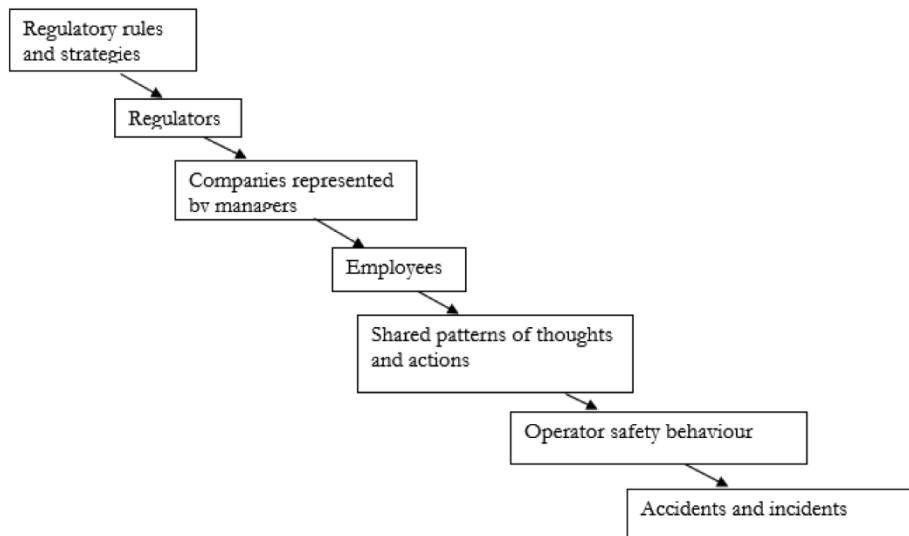 Regulatory rules
and strategies
Regulators
Companies represented
by managers
Employees
Shared patterns of thoughts
and actions
Operator safety behaviour
Accidents and incidents